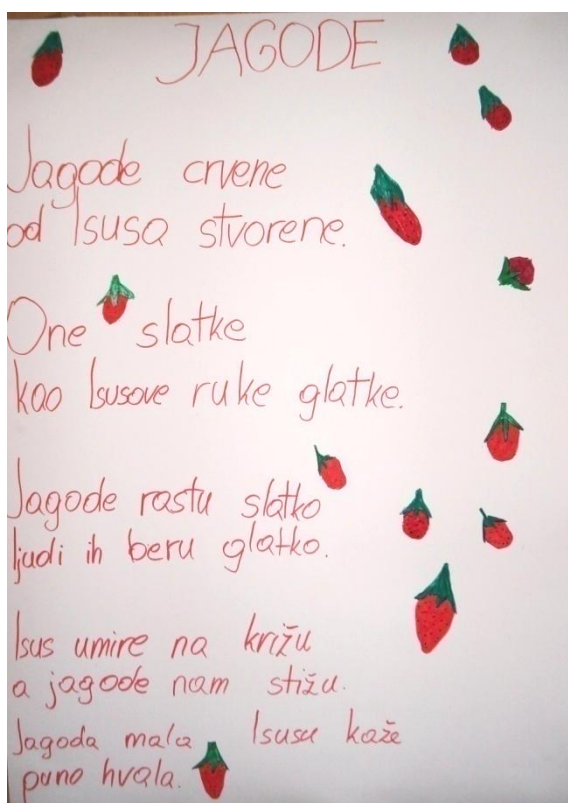 JAGODE
Jagode crvene
od Isusa stvorene.
One slatke
kao Isusove ruke glatke.
Jagode rastu slatko
ljudi ih beru glatko.
Isus umire na križu
a jagode nam stižu.
Jagoda mala Isusu kaže
puno hvala.